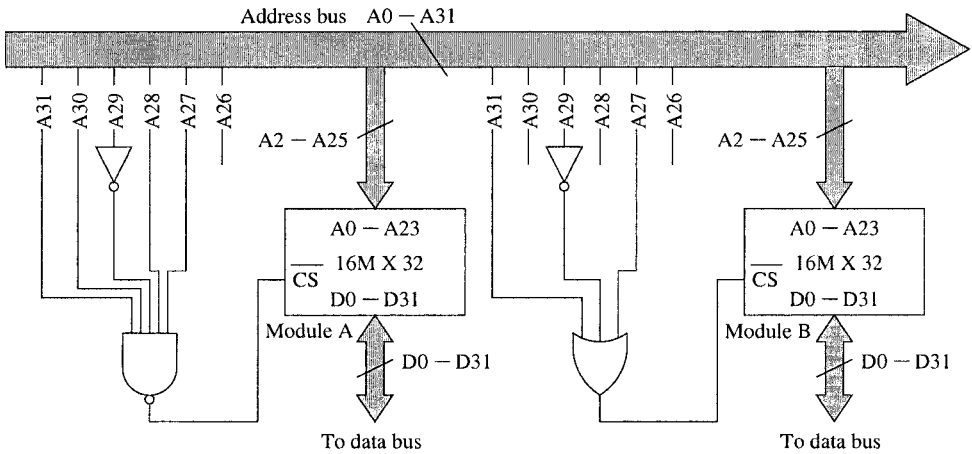 Address bus A0 – A31
A31
A30
A29
A28
A27
A26
A2 – A25
A31
A30
A29
A28
A27
A26
A2 – A25
A0 – A23
16M X 32
CS
D0 – D31
Module A
A0 – A23
16M X 32
CS
D0 – D31
Module B
D0 – D31
D0 – D31
To data bus
To data bus